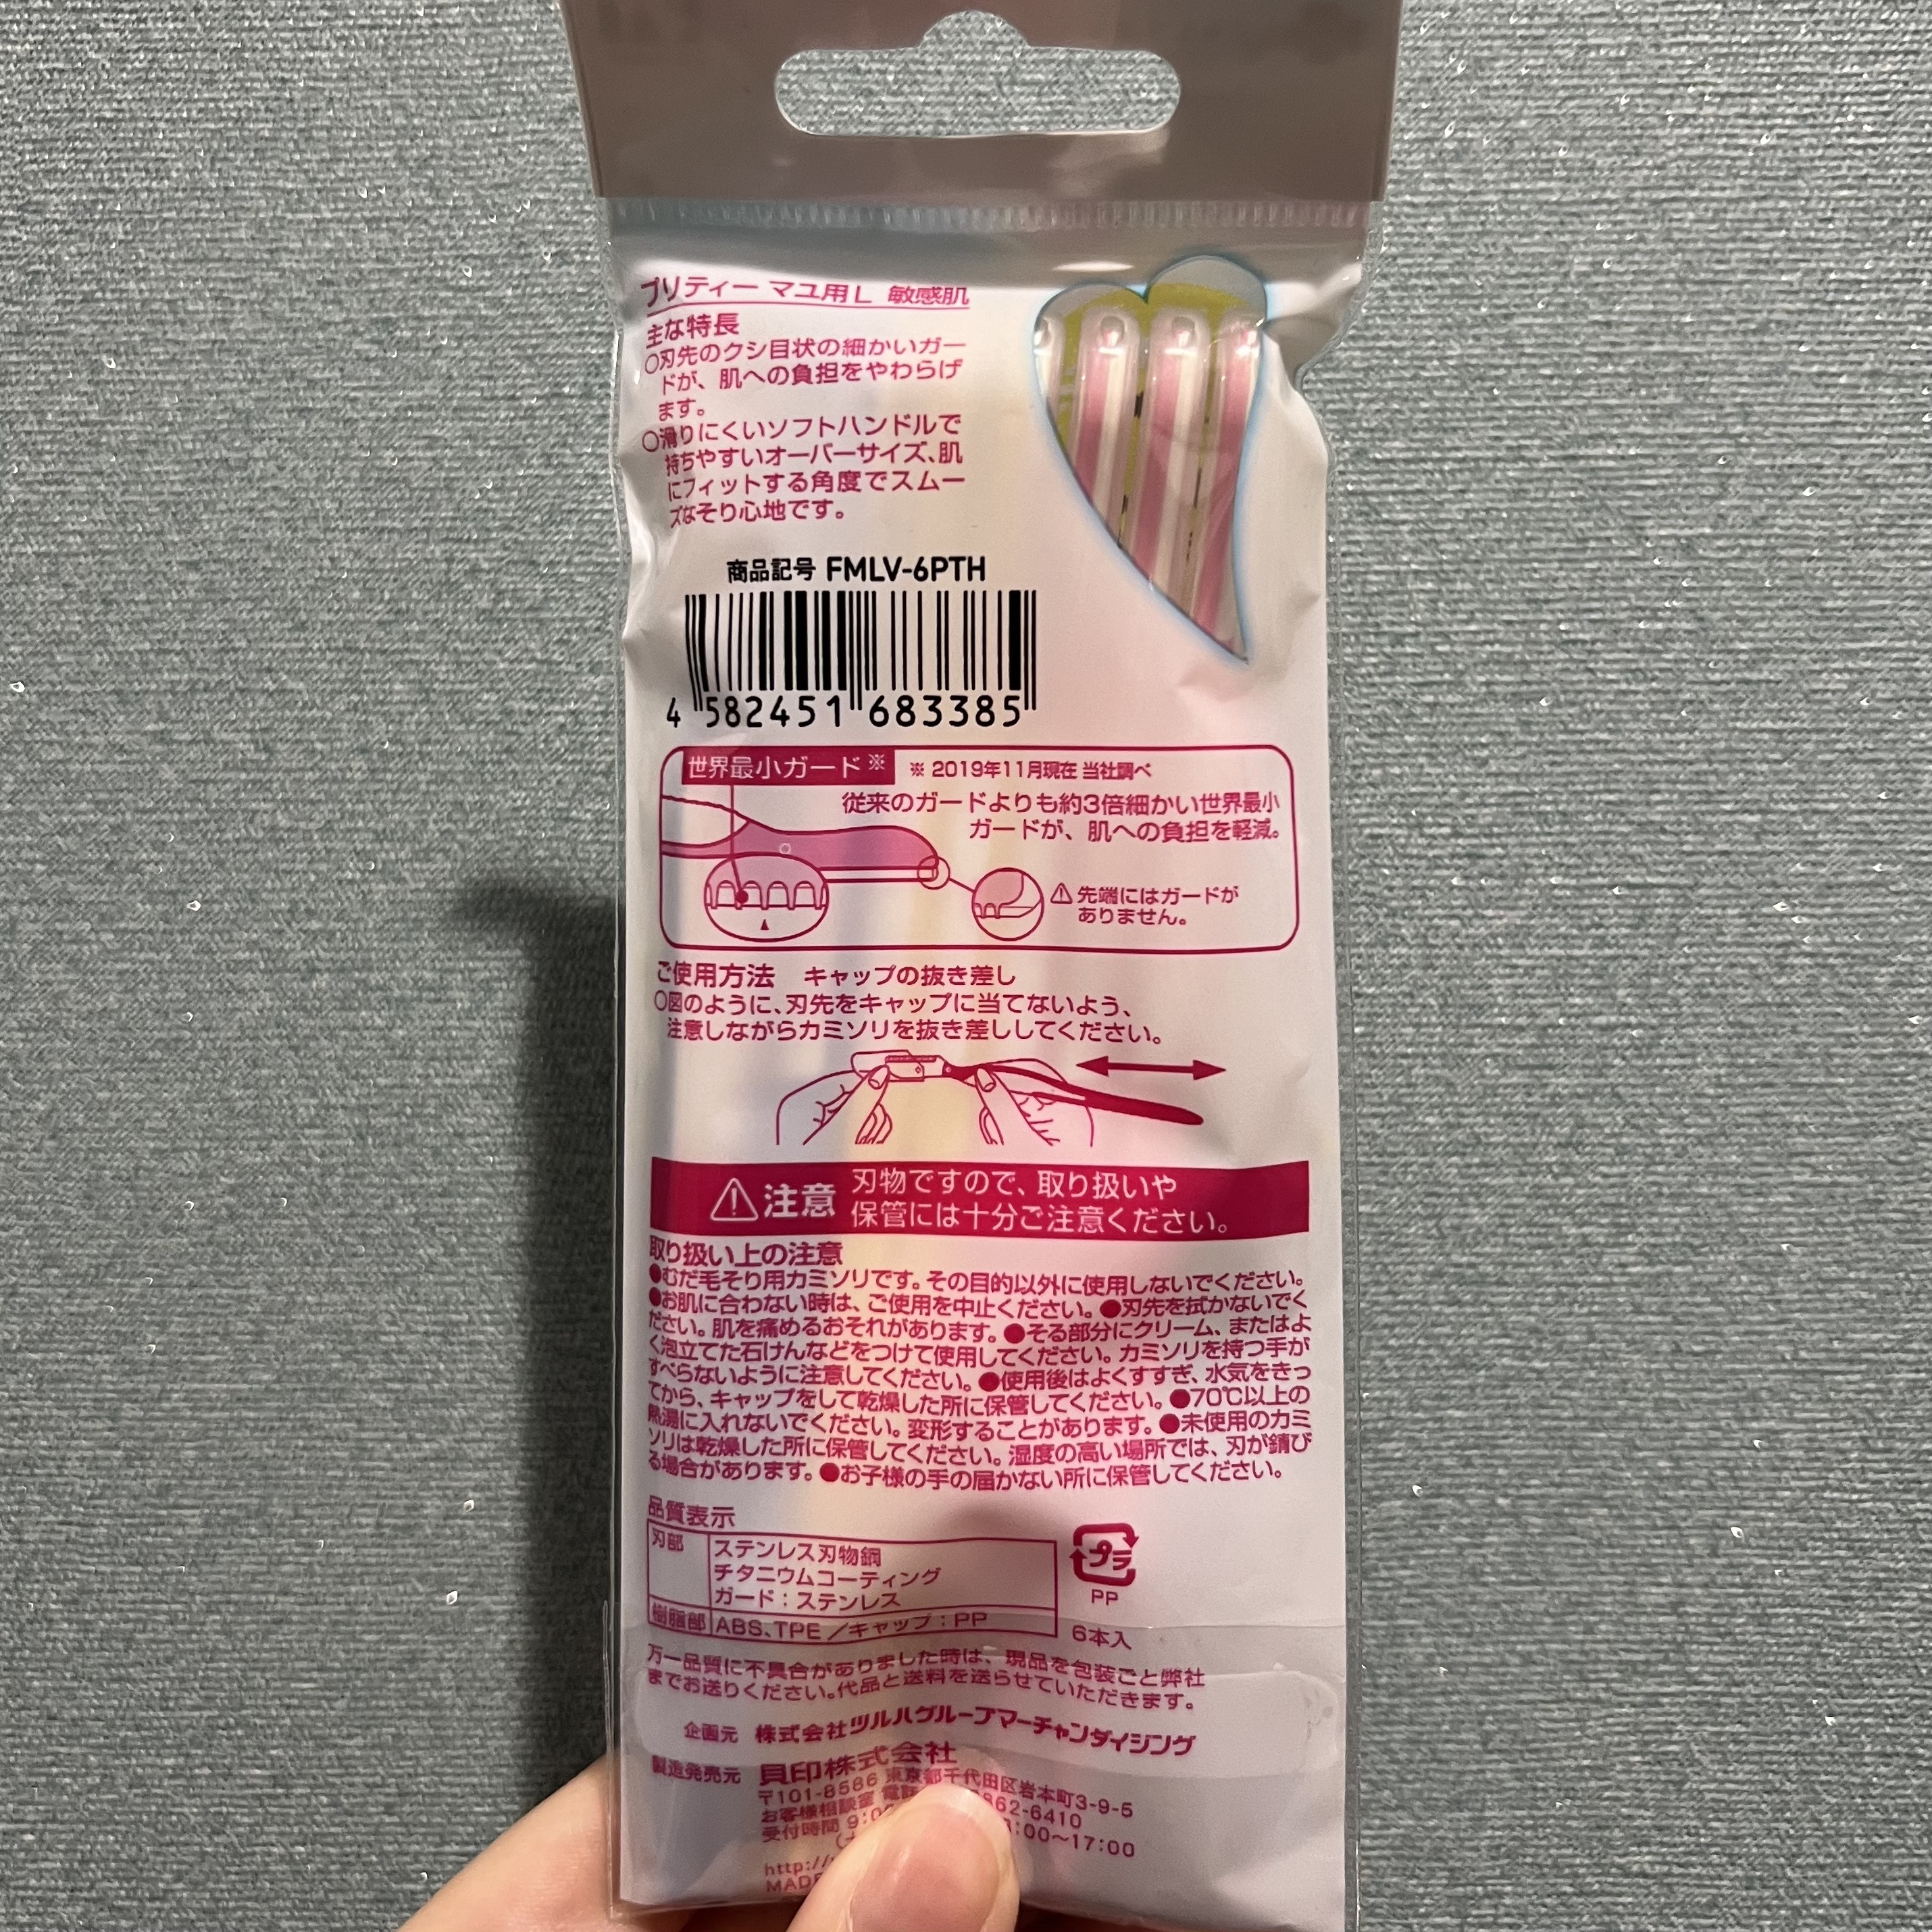 プリティー マユ用L 敏感肌
主な特長
○刃先のクシ目状の細かいガー
ドが、肌への負担をやわらげ
ます。
○滑りにくいソフトハンドルで
持ちやすいオーバーサイズ、肌
にフィットする角度でスムー
ズなそり心地です。
商品記号 FMLV-6PTH
4 582451 683385
世界最小ガード※ ※ 2019年11月現在 当社調べ
従来のガードよりも約3倍細かい世界最小
ガードが、肌への負担を軽減。
⚠先端にはガードが
ありません。
ご使用方法 キャップの抜き差し
○図のように、刃先をキャップに当てないよう、
注意しながらカミソリを抜き差ししてください。
⚠注意 刃物ですので、取り扱いや
保管には十分ご注意ください。
取り扱い上の注意
●むだ毛そり用カミソリです。その目的以外に使用しないでください。
●お肌に合わない時は、ご使用を中止ください。●刃先を拭かないでく
ださい。肌を痛めるおそれがあります。●そる部分にクリーム、またはよ
く泡立てた石けんなどをつけて使用してください。カミソリを持つ手が
すべらないように注意してください。●使用後はよくすすぎ、水気をきっ
てから、キャップをして乾燥した所に保管してください。●70℃以上の
熱湯に入れないでください。変形することがあります。●未使用のカミ
ソリは乾燥した所に保管してください。湿度の高い場所では、刃が錆び
る場合があります。●お子様の手の届かない所に保管してください。
品質表示
刃部 ステンレス刃物鋼
チタニウムコーティング
ガード：ステンレス
樹脂部 ABS、TPE／キャップ：PP
プラ
PP
6本入
万一品質に不具合がありました時は、現品を包装ごと弊社
までお送りください。代品と送料を送らせていただきます。
企画元 株式会社ツルハグループマーチャンダイジング
製造発売元 貝印株式会社
〒101-8586 東京都千代田区岩本町3-9-5
お客様相談室 電話 862-6410
受付時間 9:0 :00〜17:00
http://
MADE